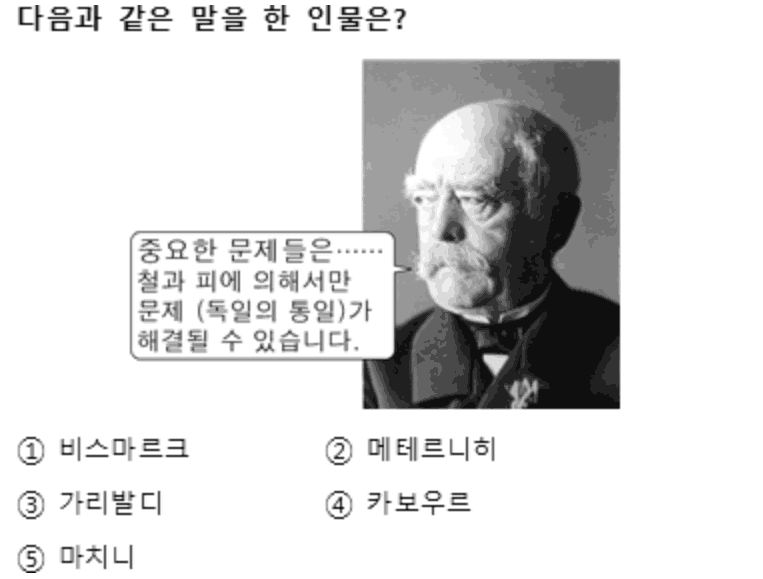 다음과 같은 말을 한 인물은?
중요한 문제들은……
철과 피에 의해서만
문제 (독일의 통일)가
해결될 수 있습니다.
① 비스마르크 ② 메테르니히
③ 가리발디 ④ 카보우르
⑤ 마치니